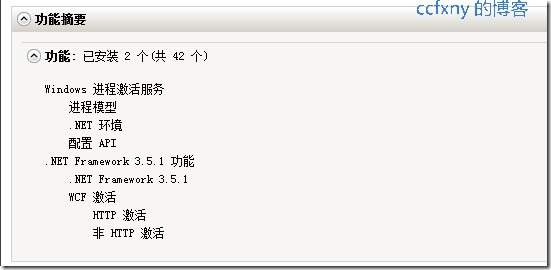 ccfxny 的博客
功能摘要
功能: 已安装 2 个(共 42 个)
Windows 进程激活服务
进程模型
.NET 环境
配置 API
.NET Framework 3.5.1 功能
.NET Framework 3.5.1
WCF 激活
HTTP 激活
非 HTTP 激活